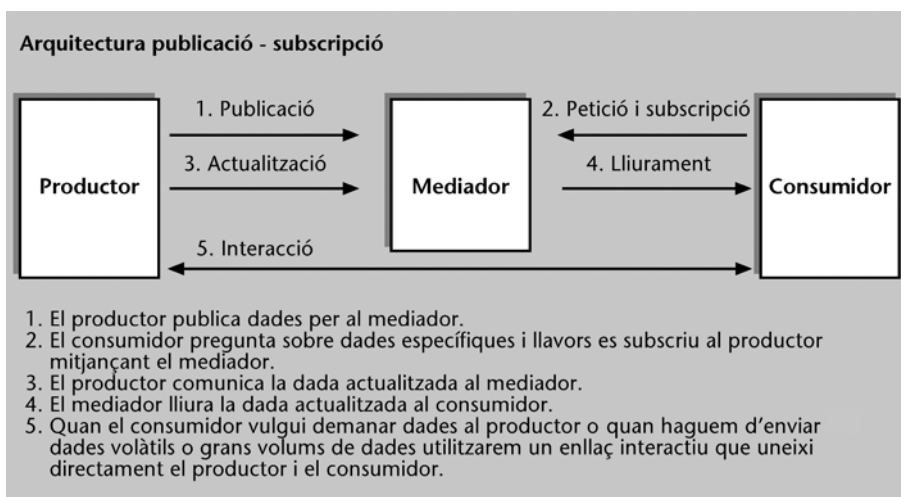 Arquitectura publicació - subscripció
1. Publicació
2. Petició i subscripció
3. Actualització
4. Lliurament
Productor
Mediador
Consumidor
5. Interacció
1. El productor publica dades per al mediador.
2. El consumidor pregunta sobre dades específiques i llavors es subscriu al productor
mitjançant el mediador.
3. El productor comunica la dada actualitzada al mediador.
4. El mediador lliura la dada actualitzada al consumidor.
5. Quan el consumidor vulgui demanar dades al productor o quan haguem d'enviar
dades volàtils o grans volums de dades utilitzarem un enllaç interactiu que uneixi
directament el productor i el consumidor.